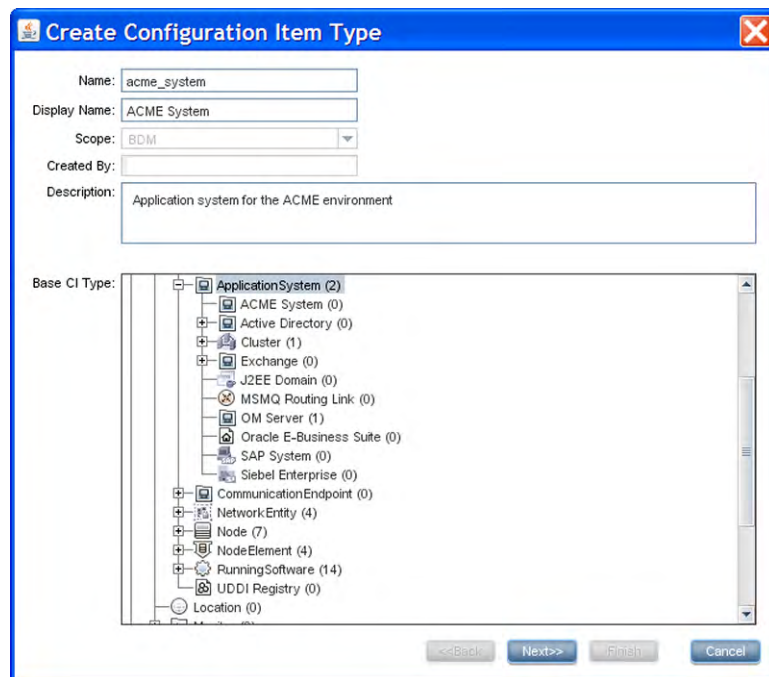 Create Configuration Item Type
Name: acme_system
Display Name: ACME System
Scope: BDM
Created By:
Description: Application system for the ACME environment
Base CI Type:
ApplicationSystem (2)
ACME System (0)
Active Directory (0)
Cluster (1)
Exchange (0)
J2EE Domain (0)
MSMQ Routing Link (0)
OM Server (1)
Oracle E-Business Suite (0)
SAP System (0)
Siebel Enterprise (0)
CommunicationEndpoint (0)
NetworkEntity (4)
Node (7)
NodeElement (4)
RunningSoftware (14)
UDDI Registry (0)
Location (0)
<<Back Next>> Finish Cancel